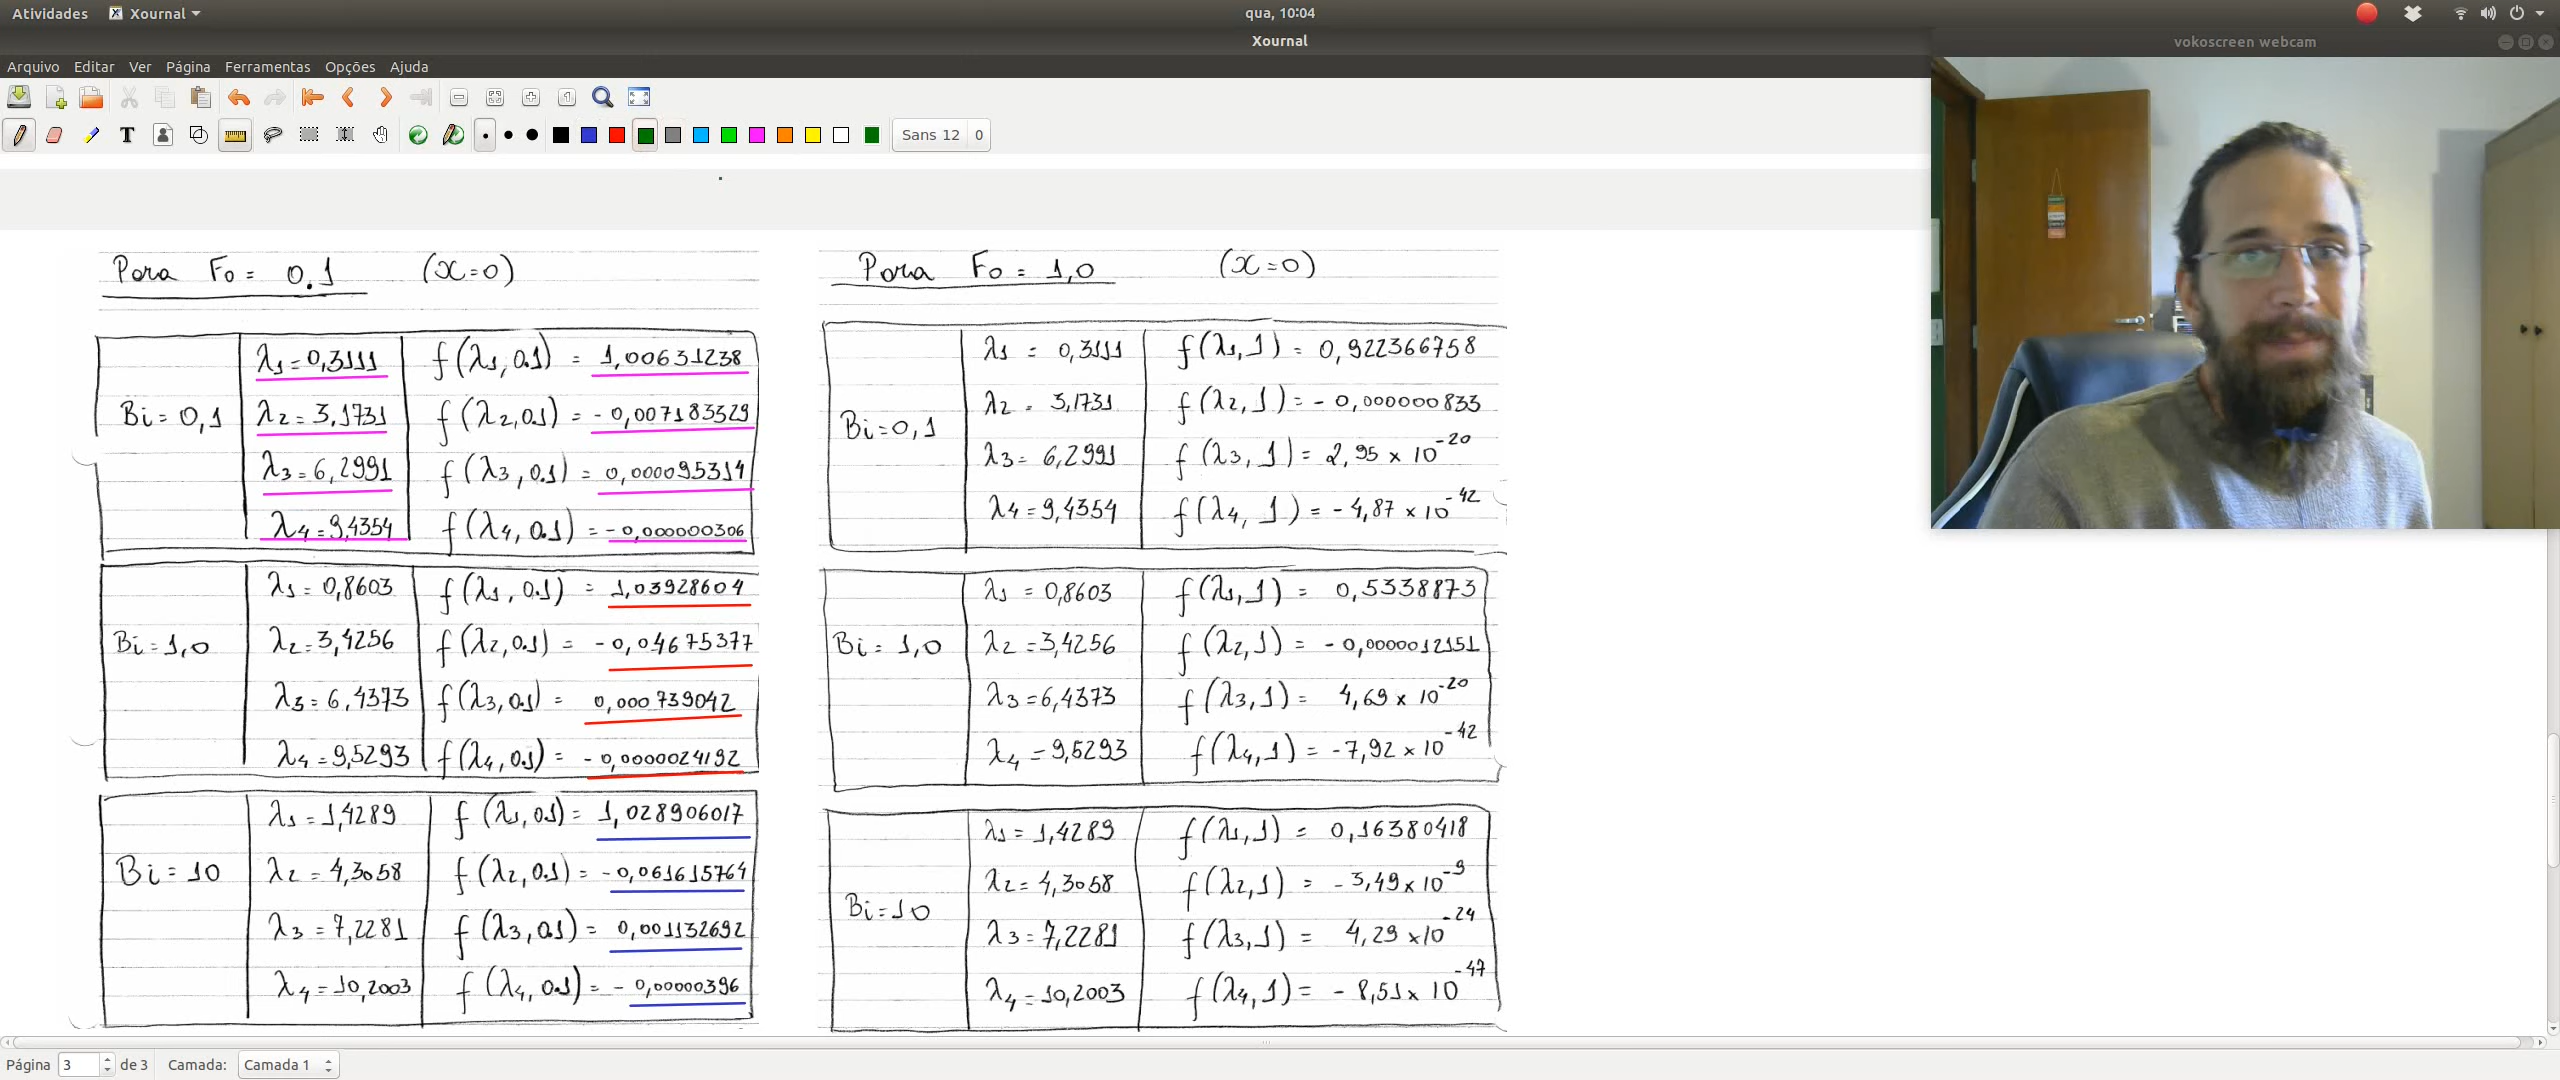 Atividades Xournal qua, 10:04
Xournal
vokoscreen webcam
Arquivo Editar Ver Página Ferramentas Opções Ajuda
Sans 12 0
Para Fo = 0.1 (x=0)
Bi = 0,1
λ1 = 0,3111 f(λ1, 0.1) = 1,00631238
λ2 = 3,1731 f(λ2, 0.1) = - 0,007183329
λ3 = 6,2991 f(λ3, 0.1) = 0,000095314
λ4 = 9,4354 f(λ4, 0.1) = - 0,000000306
Bi = 1,0
λ1 = 0,8603 f(λ1, 0.1) = 1,03928604
λ2 = 3,4256 f(λ2, 0.1) = - 0,04675377
λ3 = 6,4373 f(λ3, 0.1) = 0,000739042
λ4 = 9,5293 f(λ4, 0.1) = - 0,0000024192
Bi = 10
λ1 = 1,4289 f(λ1, 0.1) = 1,028906017
λ2 = 4,3058 f(λ2, 0.1) = - 0,061615764
λ3 = 7,2281 f(λ3, 0.1) = 0,001132692
λ4 = 10,2003 f(λ4, 0.1) = - 0,00000396
Para Fo = 1,0 (x=0)
Bi = 0,1
λ1 = 0,3111 f(λ1, 1) = 0,922366758
λ2 = 3,1731 f(λ2, 1) = - 0,000000833
λ3 = 6,2991 f(λ3, 1) = 2,95 x 10^-20
λ4 = 9,4354 f(λ4, 1) = - 4,87 x 10^-42
Bi = 1,0
λ1 = 0,8603 f(λ1, 1) = 0,5338873
λ2 = 3,4256 f(λ2, 1) = - 0,0000012151
λ3 = 6,4373 f(λ3, 1) = 4,69 x 10^-20
λ4 = 9,5293 f(λ4, 1) = -7,92 x 10^-42
Bi = 10
λ1 = 1,4289 f(λ1, 1) = 0,16380418
λ2 = 4,3058 f(λ2, 1) = - 3,49 x 10^-9
λ3 = 7,2281 f(λ3, 1) = 4,29 x 10^-24
λ4 = 10,2003 f(λ4, 1) = - 8,51 x 10^-47
Página 3 de 3 Camada: Camada 1